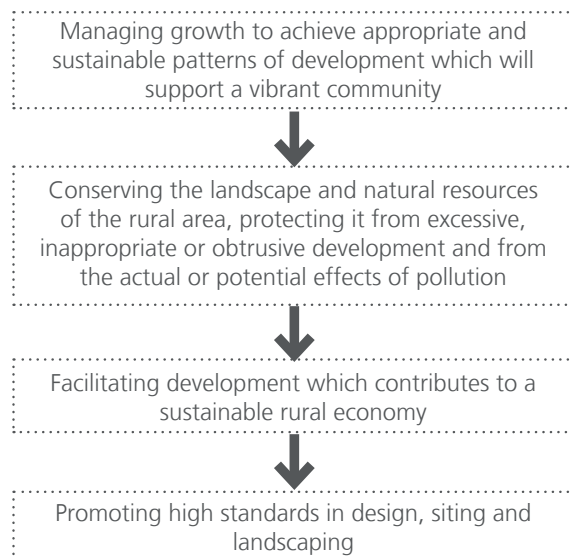 Managing growth to achieve appropriate and
sustainable patterns of development which will
support a vibrant community
Conserving the landscape and natural resources
of the rural area, protecting it from excessive,
inappropriate or obtrusive development and from
the actual or potential effects of pollution
Facilitating development which contributes to a
sustainable rural economy
Promoting high standards in design, siting and
landscaping